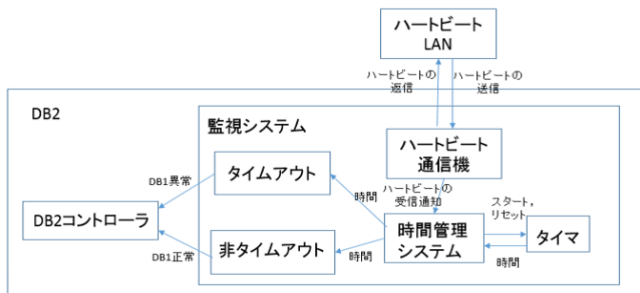 ハートビート
LAN
ハートビートの
返信
ハートビートの
送信
DB2
監視システム
ハートビート
通信機
タイムアウト
DB1異常
時間
ハートビートの
受信通知
スタート，
リセット
DB2コントローラ
時間管理
システム
タイマ
非タイムアウト
DB1正常
時間
時間